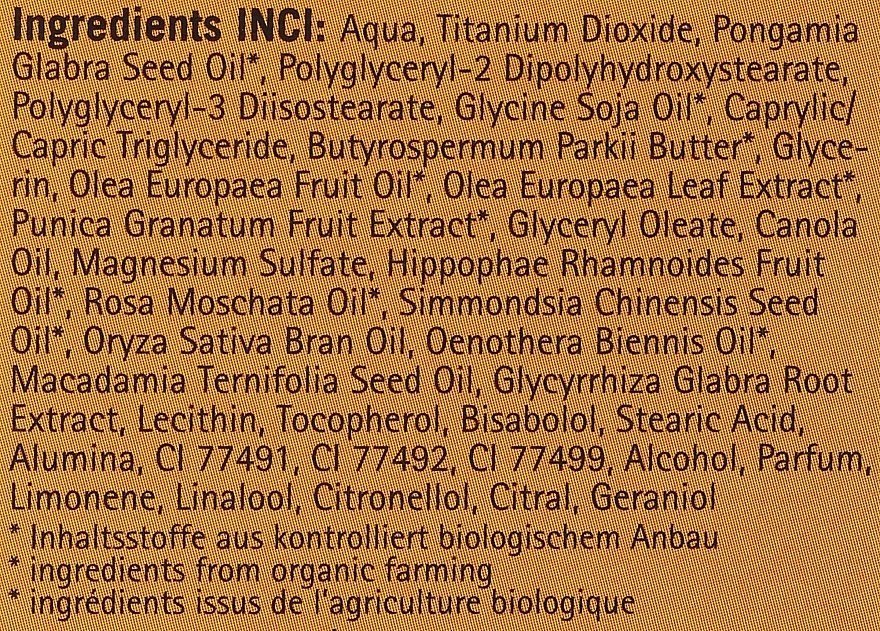 Ingredients INCI: Aqua, Titanium Dioxide, Pongamia
Glabra Seed Oil*, Polyglyceryl-2 Dipolyhydroxystearate,
Polyglyceryl-3 Diisostearate, Glycine Soja Oil*, Caprylic/
Capric Triglyceride, Butyrospermum Parkii Butter*, Glyce-
rin, Olea Europaea Fruit Oil*, Olea Europaea Leaf Extract*,
Punica Granatum Fruit Extract*, Glyceryl Oleate, Canola
Oil, Magnesium Sulfate, Hippophae Rhamnoides Fruit
Oil*, Rosa Moschata Oil*, Simmondsia Chinensis Seed
Oil*, Oryza Sativa Bran Oil, Oenothera Biennis Oil*,
Macadamia Ternifolia Seed Oil, Glycyrrhiza Glabra Root
Extract, Lecithin, Tocopherol, Bisabolol, Stearic Acid,
Alumina, CI 77491, CI 77492, CI 77499, Alcohol, Parfum,
Limonene, Linalool, Citronellol, Citral, Geraniol
* Inhaltsstoffe aus kontrolliert biologischem Anbau
* ingredients from organic farming
* ingrédients issus de l'agriculture biologique